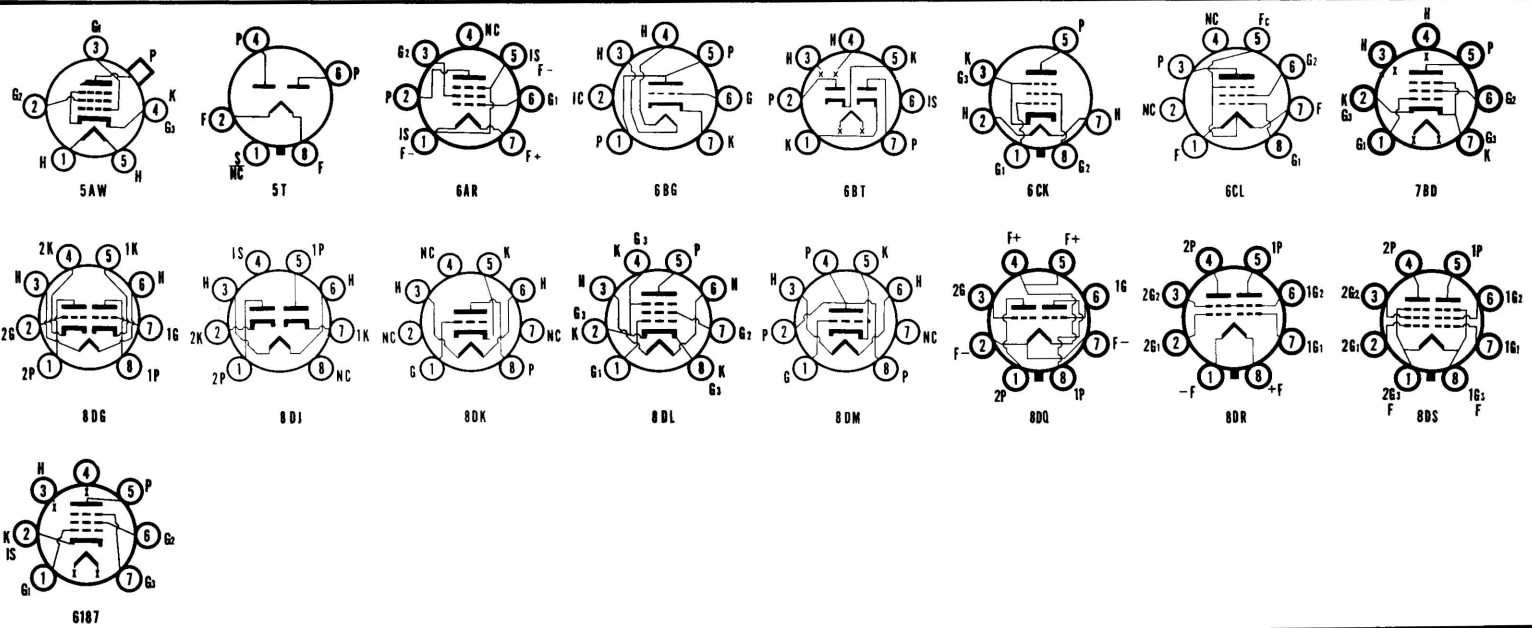 G1
3
P
G2 2
4 K
G3
H 1
5 H
5AW
P 4
6 P
F 2
S
NC
1
8 F
5T
4 NC
G2 3
5 IS
F-
P 2
6 G1
IS
F-
1
7 F+
6AR
H 4
H 3
5 P
IC 2
6 G
P 1
7 K
6BG
H 4
H 3
5 K
P 2
6 IS
K 1
7 P
6BT
5 P
K
G3
3
H 2
7 H
G1 1
8 G2
6CK
NC 4
5 Fc
P 3
6 G2
NC 2
7 F
F 1
8 G1
6CL
H
4
H 3
5 P
K
G3
2
6 G2
G1 1
7 G3
K
7BD
2K 4
5 1K
H 3
6 H
2G 2
7 1G
2P 1
8 1P
8DG
IS 4
5 1P
H 3
6 H
2K 2
7 1K
2P 1
8 NC
8DJ
NC 4
5 K
H 3
6 H
NC 2
7 NC
G 1
8 P
8DK
K
G3
4
5 P
H 3
6 H
G3
K
2
7 G2
G1 1
8 K
G3
8DL
P 4
5 K
H 3
6 H
P 2
7 NC
G 1
8 P
8DM
F+ F+
4 5
2G 3
6 1G
F- 2
7 F-
1 8
2P 1P
8DQ
2P 4
5 1P
2G2 3
6 1G2
2G1 2
7 1G1
-F 1
8 +F
8DR
2P 4
5 1P
2G2 3
6 1G2
2G1 2
7 1G1
1 8
2G3 1G3
F F
8DS
4
H 3
5 P
K
IS
2
6 G2
G1 1
7 G3
6187